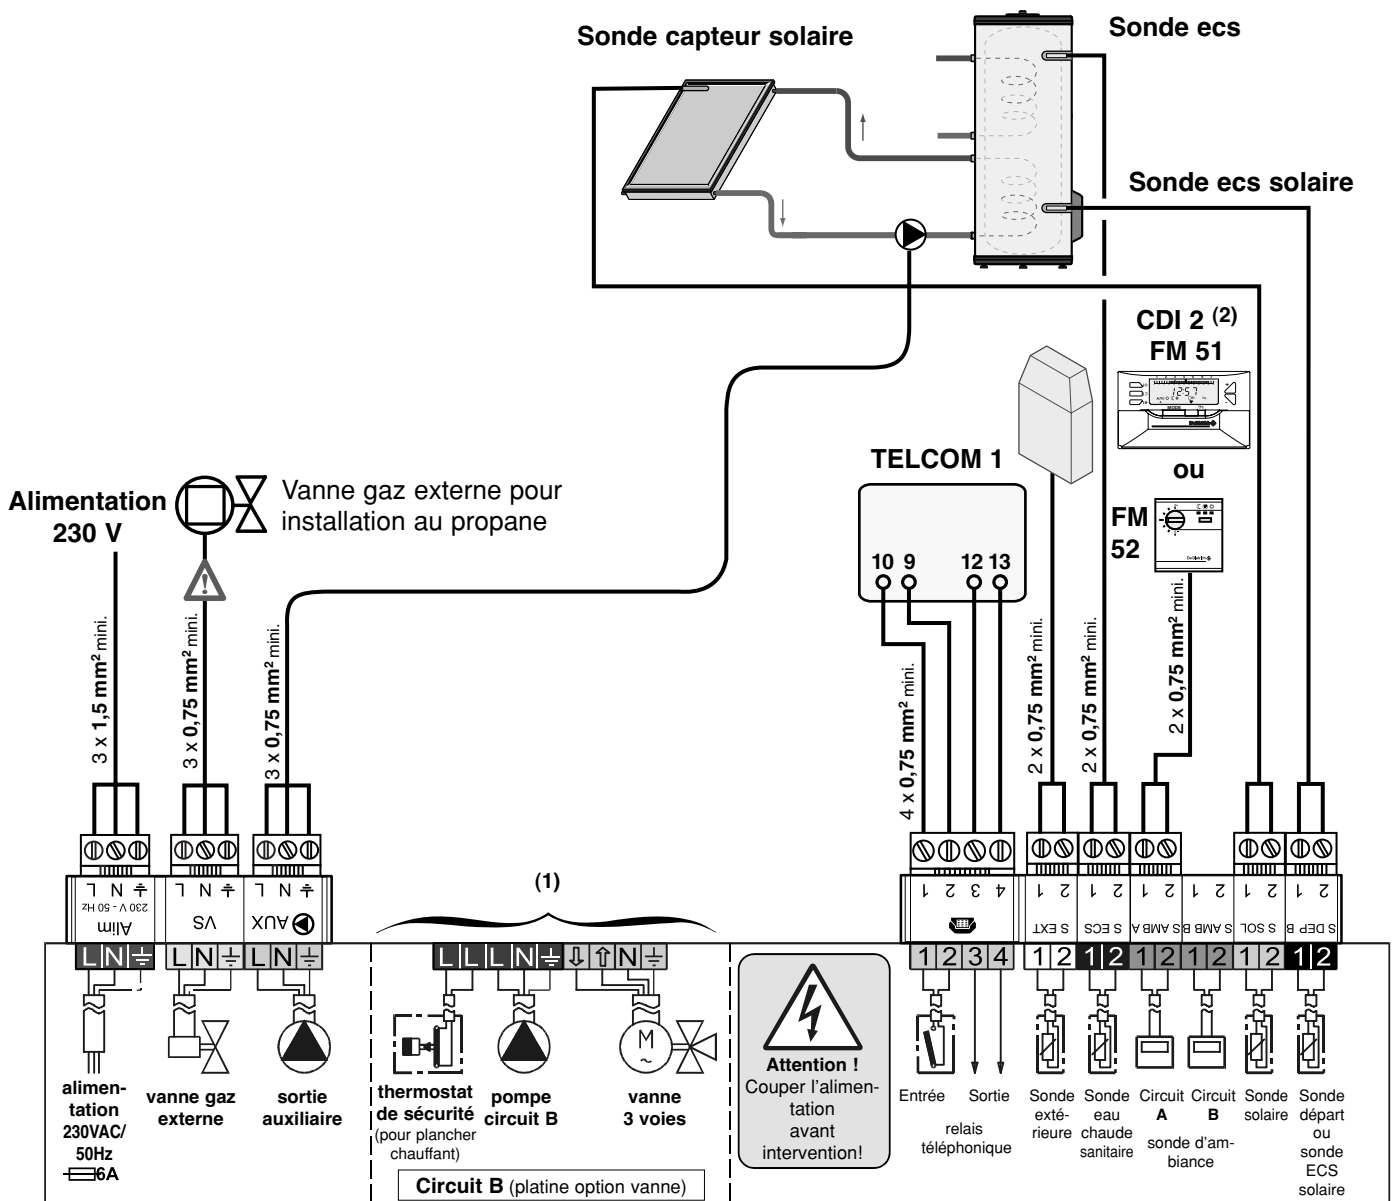 Sonde capteur solaire
Sonde ecs
Sonde ecs solaire
CDI 2 (2)
FM 51
12:57
MODE
ou
FM
52
TELCOM 1
10 9 12 13
Alimentation
230 V
Vanne gaz externe pour
installation au propane
3 x 1,5 mm² mini.
3 x 0,75 mm² mini.
3 x 0,75 mm² mini.
4 x 0,75 mm² mini.
2 x 0,75 mm² mini.
2 x 0,75 mm² mini.
2 x 0,75 mm² mini.
L N
230 V - 50 Hz
Alim
L N
VS
L N
AUX
(1)
1 2 3 4
1 2
S EXT
1 2
S ECS
1 2
S AMB A
1 2
S AMB B
1 2
S SOL
1 2
S DEP B
L N
L N
L N
L L L N
N
1 2 3 4
1 2
1 2
1 2
1 2
1 2
1 2
M
~
alimen-
tation
230VAC/
50Hz
6A
vanne gaz
externe
sortie
auxiliaire
thermostat
de sécurité
(pour plancher
chauffant)
pompe
circuit B
vanne
3 voies
Circuit B (platine option vanne)
Attention !
Couper l'alimen-
tation
avant
intervention!
Entrée Sortie
relais
téléphonique
Sonde
exté-
rieure
Sonde
eau
chaude
sanitaire
Circuit
A
Circuit
B
sonde d'am-
biance
Sonde
solaire
Sonde
départ
ou
sonde
ECS
solaire